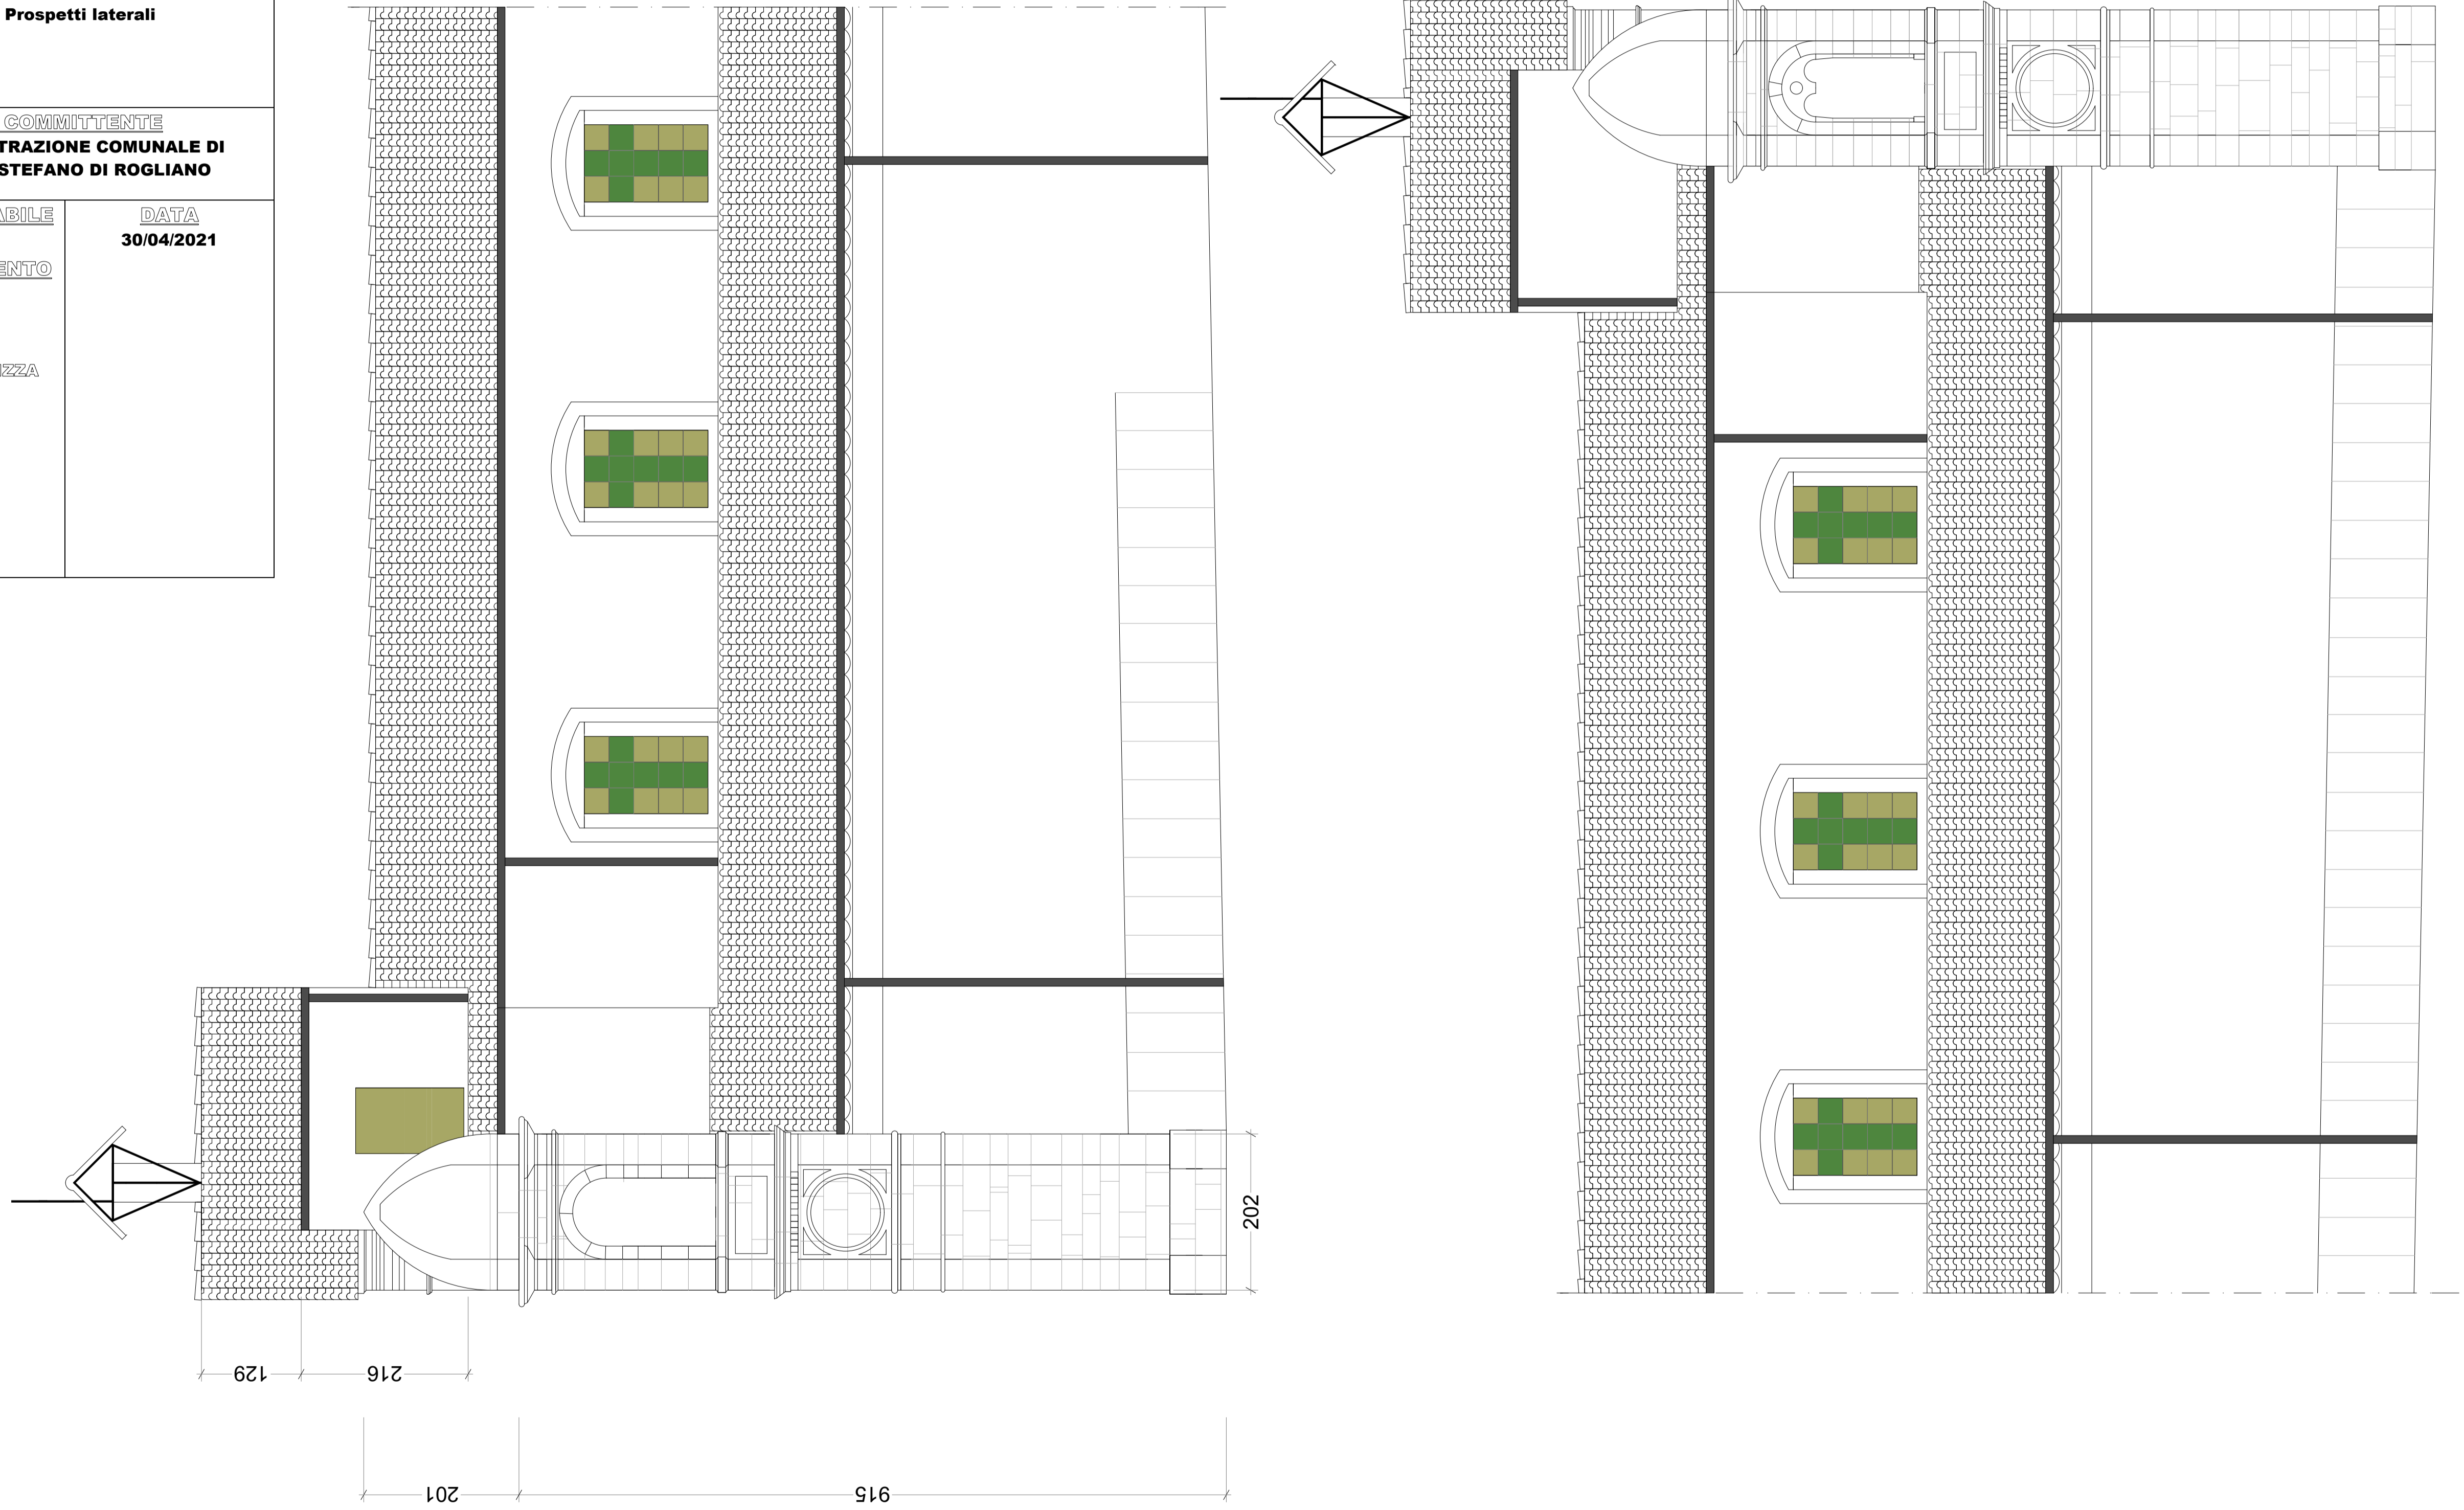 Prospetti laterali
COMMITTENTE
TRAZIONE COMUNALE DI
STEFANO DI ROGLIANO
ABILE
DATA
30/04/2021
ENTO
IZZA
202
129
216
201
915